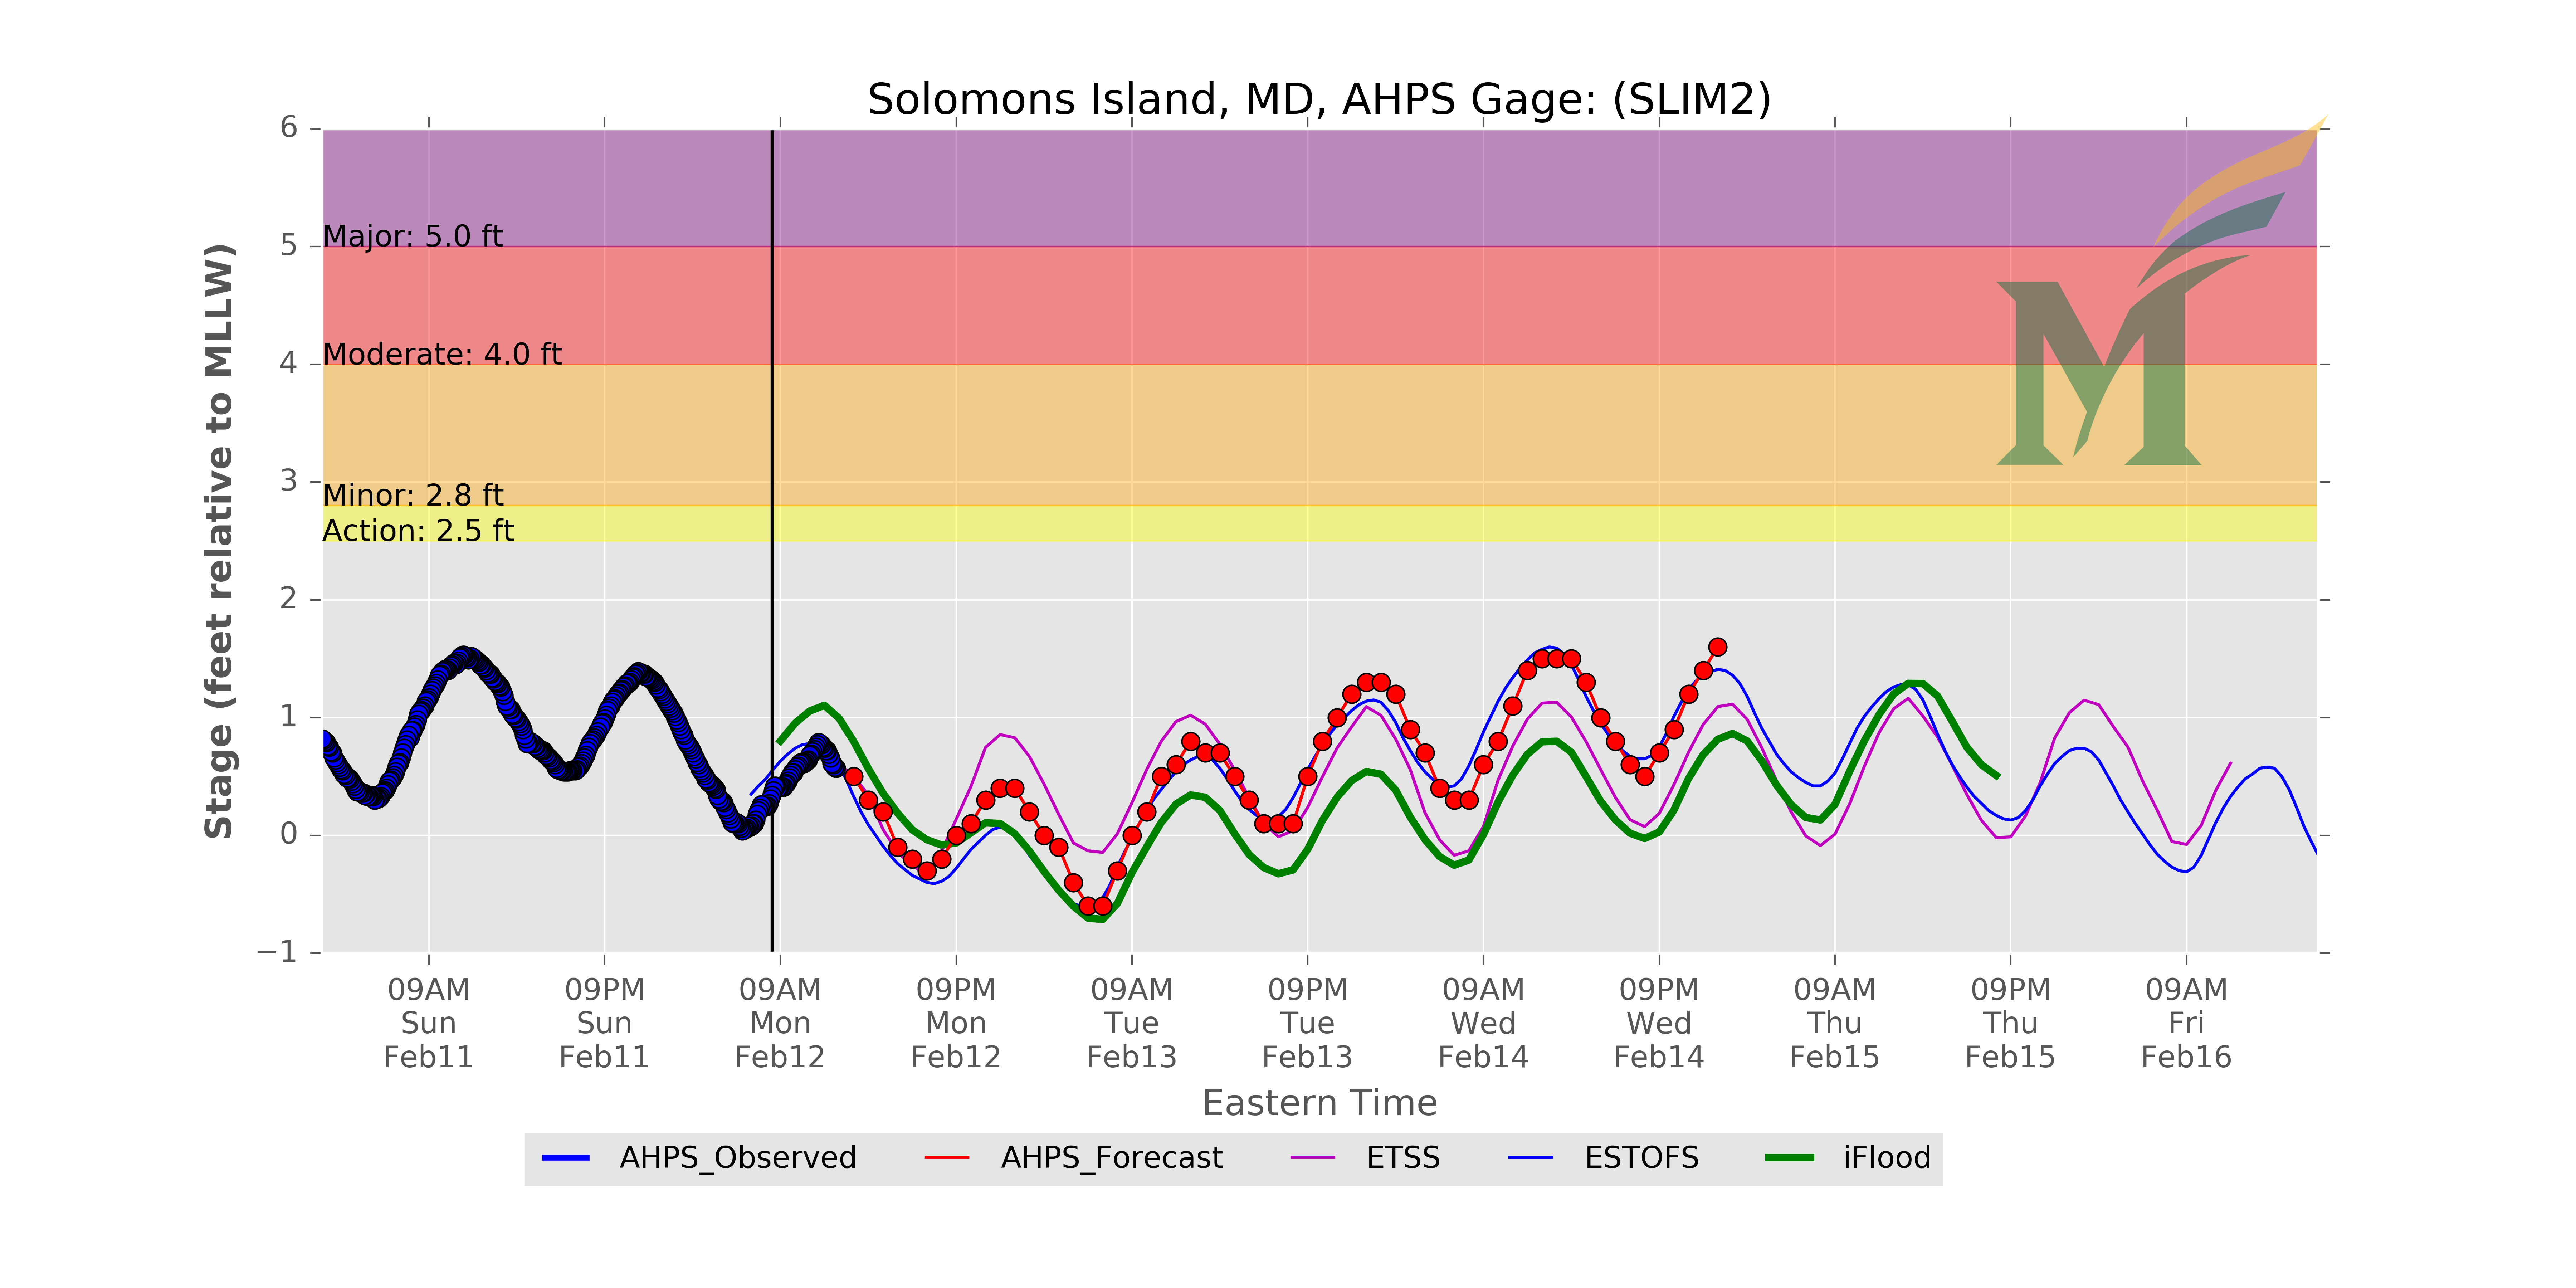 Solomons Island, MD, AHPS Gage: (SLIM2)
6
5
4
3
2
1
0
−1
Stage (feet relative to MLLW)
Major: 5.0 ft
Moderate: 4.0 ft
Minor: 2.8 ft
Action: 2.5 ft
M
09AM 09PM 09AM 09PM 09AM 09PM 09AM 09PM 09AM 09PM 09AM
Sun Sun Mon Mon Tue Tue Wed Wed Thu Thu Fri
Feb11 Feb11 Feb12 Feb12 Feb13 Feb13 Feb14 Feb14 Feb15 Feb15 Feb16
Eastern Time
AHPS_Observed AHPS_Forecast ETSS ESTOFS iFlood